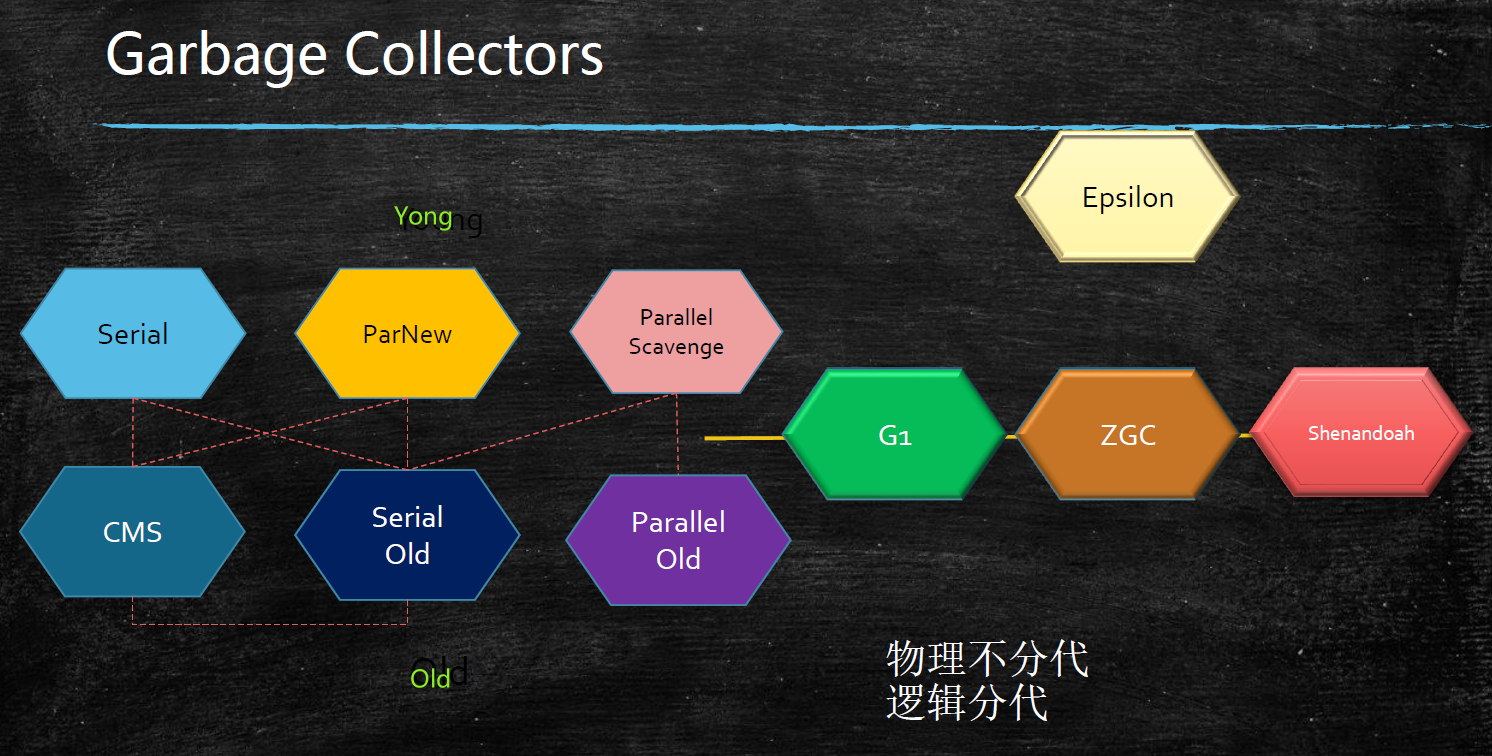 Garbage Collectors
Epsilon
Yong
Serial
ParNew
Parallel
Scavenge
G1
ZGC
Shenandoah
CMS
Serial
Old
Parallel
Old
物理不分代
逻辑分代
Old